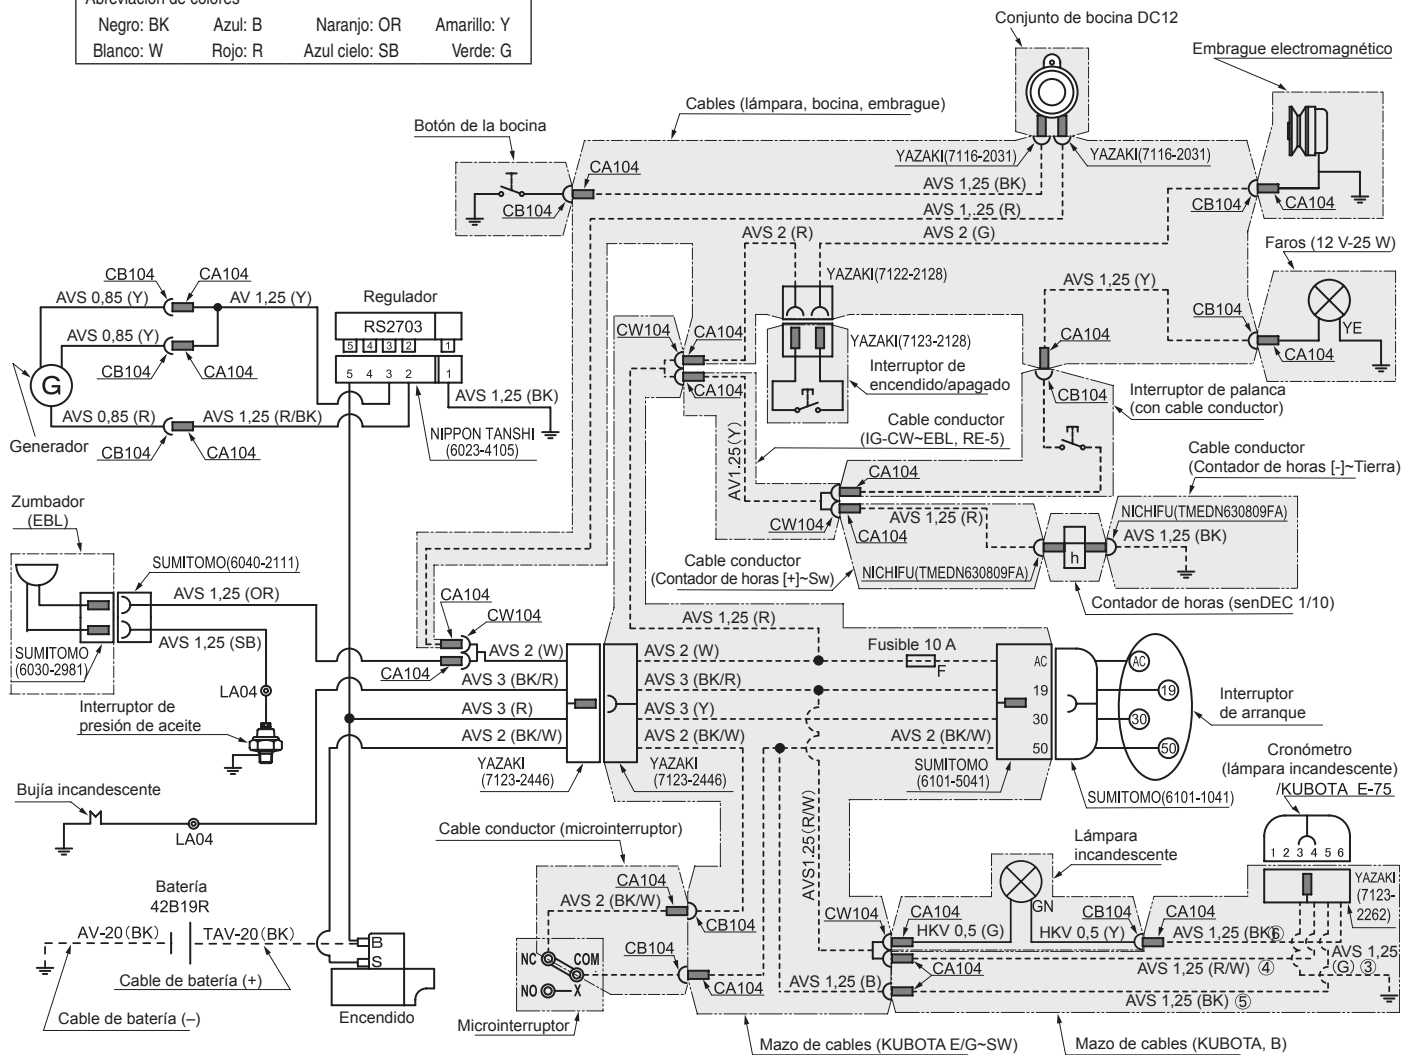 Abreviación de colores
Negro: BK Azul: B Naranjo: OR Amarillo: Y
Blanco: W Rojo: R Azul cielo: SB Verde: G
Conjunto de bocina DC12
Embrague electromagnético
Cables (lámpara, bocina, embrague)
Botón de la bocina
YAZAKI(7116-2031)
YAZAKI(7116-2031)
CA104
AVS 1,25 (BK)
CB104
AVS 1,.25 (R)
CB104
CA104
AVS 2 (R)
AVS 2 (G)
Faros (12 V-25 W)
CB104
CA104
AVS 0,85 (Y)
AV 1,25 (Y)
Regulador
YAZAKI(7122-2128)
AVS 1,25 (Y)
RS2703
CB104
AVS 0,85 (Y)
CW104
CA104
CA104
YE
5 4 3 2 1
YAZAKI(7123-2128)
CA104
G
CB104
CA104
5 4 3 2 1
Interruptor de
encendido/apagado
CA104
CB104
Interruptor de palanca
(con cable conductor)
AVS 1,25 (BK)
AVS 0,85 (R)
AVS 1,25 (R/BK)
Cable conductor
(IG-CW~EBL, RE-5)
Generador
CB104
CA104
NIPPON TANSHI
(6023-4105)
AV1.25 (Y)
Cable conductor
(Contador de horas [-]~Tierra)
CA104
Zumbador
(EBL)
CW104
AVS 1,25 (R)
CA104
NICHIFU(TMEDN630809FA)
AVS 1,25 (BK)
h
SUMITOMO(6040-2111)
Cable conductor
(Contador de horas [+]~Sw)
NICHIFU(TMEDN630809FA)
AVS 1,25 (OR)
CA104
CW104
Contador de horas (senDEC 1/10)
AVS 1,25 (R)
AVS 1,25 (SB)
SUMITOMO
(6030-2981)
CA104
AVS 2 (W)
AVS 2 (W)
Fusible 10 A
F
AC
AC
LA04
AVS 3 (BK/R)
AVS 3 (BK/R)
19
19
Interruptor
de arranque
Interruptor de
presión de aceite
AVS 3 (R)
AVS 3 (Y)
30
30
AVS 2 (BK/W)
AVS 2 (BK/W)
AVS 2 (BK/W)
50
50
YAZAKI
(7123-2446)
YAZAKI
(7123-2446)
SUMITOMO
(6101-5041)
Cronómetro
(lámpara incandescente)
/KUBOTA E-75
Bujía incandescente
SUMITOMO(6101-1041)
LA04
Cable conductor (microinterruptor)
AVS1.25 (R/W)
Lámpara
incandescente
1 2 3 4 5 6
Batería
42B19R
CA104
YAZAKI
(7123-
2262)
AVS 2 (BK/W)
GN
CB104
CW104
CA104
CB104
CA104
AV-20 (BK)
TAV-20 (BK)
HKV 0,5 (G)
HKV 0,5 (Y)
AVS 1,25 (BK) ⑥
B
S
CB104
AVS 1,25
(G) ③
NC
COM
AVS 1,25 (R/W) ④
Cable de batería (+)
CA104
AVS 1,25 (B)
CA104
NO
X
AVS 1,25 (BK) ⑤
Cable de batería (–)
Encendido
Microinterruptor
Mazo de cables (KUBOTA E/G~SW)
Mazo de cables (KUBOTA, B)